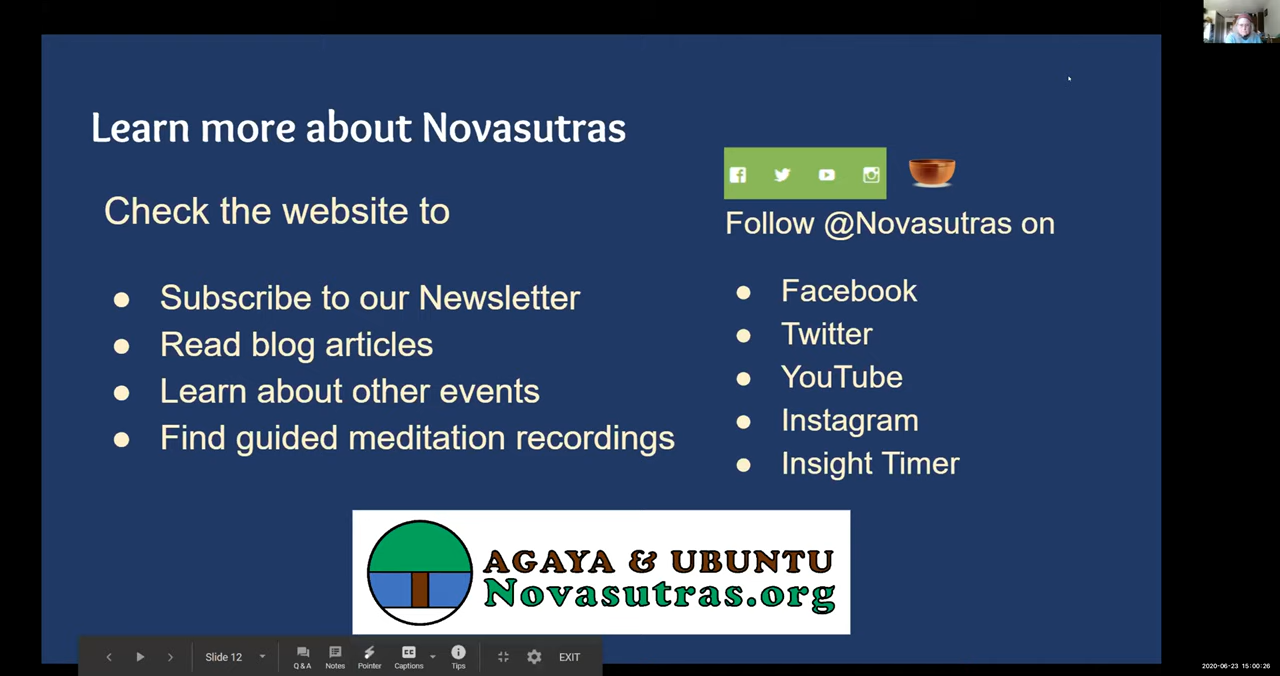 Learn more about Novasutras
Check the website to
● Subscribe to our Newsletter
● Read blog articles
● Learn about other events
● Find guided meditation recordings
Follow @Novasutras on
● Facebook
● Twitter
● YouTube
● Instagram
● Insight Timer
AGAYA & UBUNTU
Novasutras.org
Slide 12
Q & A
Notes
Pointer
Captions
Tips
EXIT
2020-06-23 15:00:26